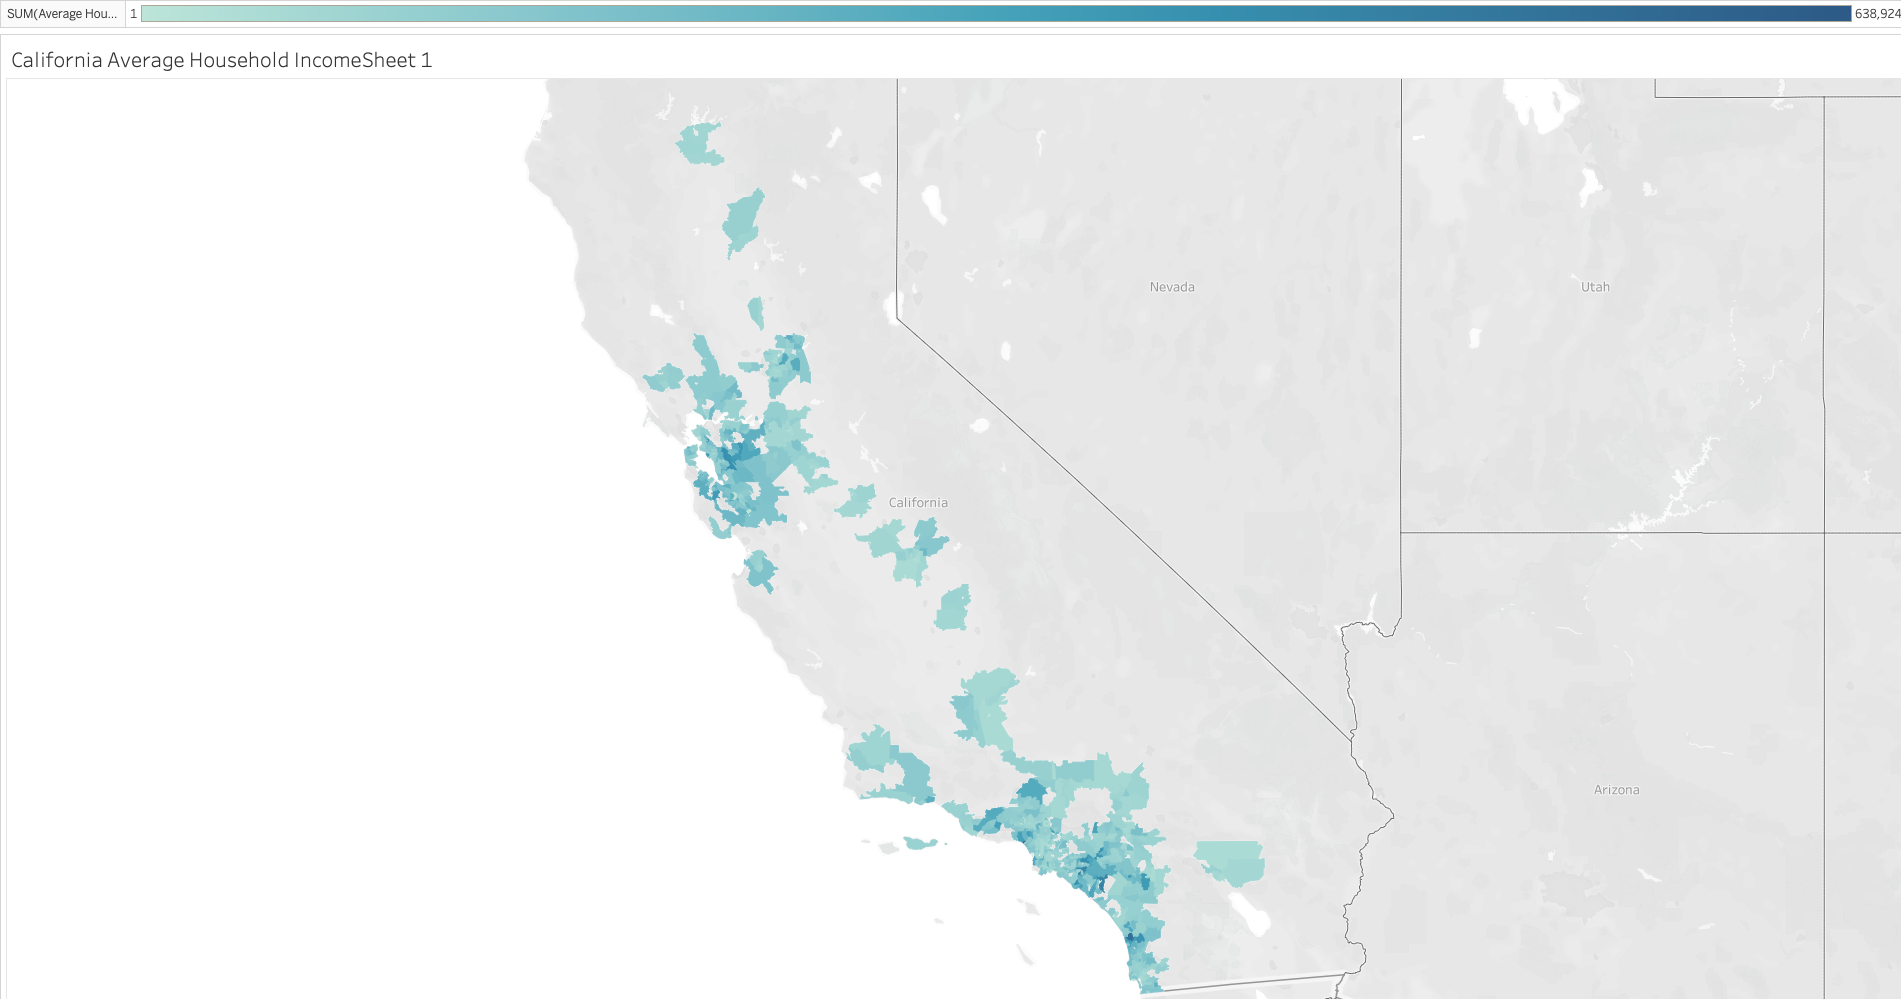 SUM(Average Hou... 1 638,924
California Average Household IncomeSheet 1
Nevada
Utah
California
Arizona